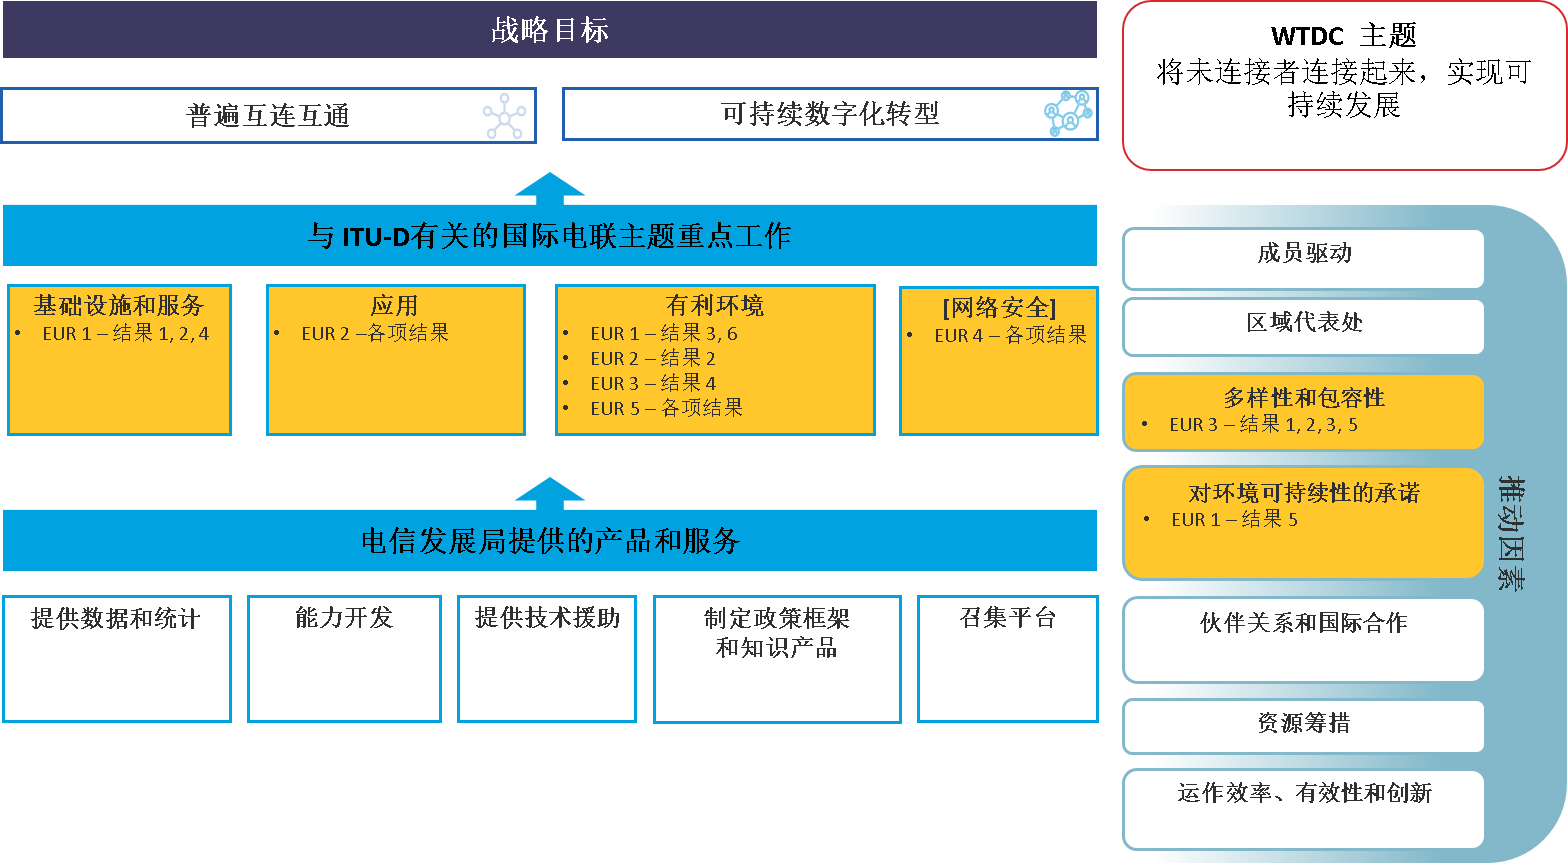 战略目标
普遍互连互通
可持续数字化转型
WTDC 主题
将未连接者连接起来，实现可
持续发展
与 ITU-D有关的国际电联主题重点工作
基础设施和服务
• EUR 1 – 结果 1, 2, 4
应用
• EUR 2 –各项结果
有利环境
• EUR 1 – 结果 3, 6
• EUR 2 – 结果 2
• EUR 3 – 结果 4
• EUR 5 – 各项结果
[网络安全]
• EUR 4 – 各项结果
电信发展局提供的产品和服务
提供数据和统计
能力开发
提供技术援助
制定政策框架
和知识产品
召集平台
成员驱动
区域代表处
多样性和包容性
• EUR 3 – 结果 1, 2, 3, 5
对环境可持续性的承诺
• EUR 1 – 结果 5
伙伴关系和国际合作
资源筹措
运作效率、有效性和创新
推动因素